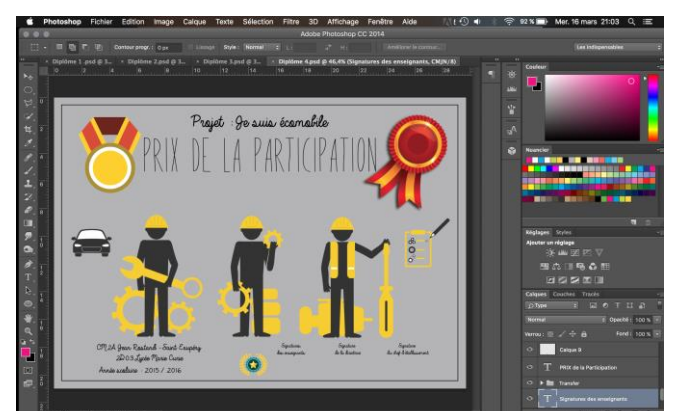 Photoshop Fichier Edition Image Calque Texte Sélection Filtre 3D Affichage Fenêtre Aide 92 % Mer. 16 mars 21:03
Adobe Photoshop CC 2014
Contour progr. : 0 px Lissage Style : Normal Améliorer le contour... Les indispensables
Diplôme 1 .psd @ 3... Diplôme 2.psd @ 3... Diplôme 3.psd @ 3... Diplôme 4.psd @ 46,4% (Signatures des enseignants, CMJN/8)
Projet : Je suis écomobile
PRIX DE LA PARTICIPATION
CM2A Jean Rostand - Saint Exupéry
2D03 Lycée Marie Curie
Année scolaire - 2015 / 2016
Signatures
des enseignants
Signature
de la directrice
Signature
du chef d'établissement
Couleur
Nuancier
Réglages Styles
Ajouter un réglage
Calques Couches Tracés
Type
Normal Opacité : 100 %
Verrou : Fond : 100 %
Calque 9
PRIX de la Participation
Transfer
Signatures des enseignants